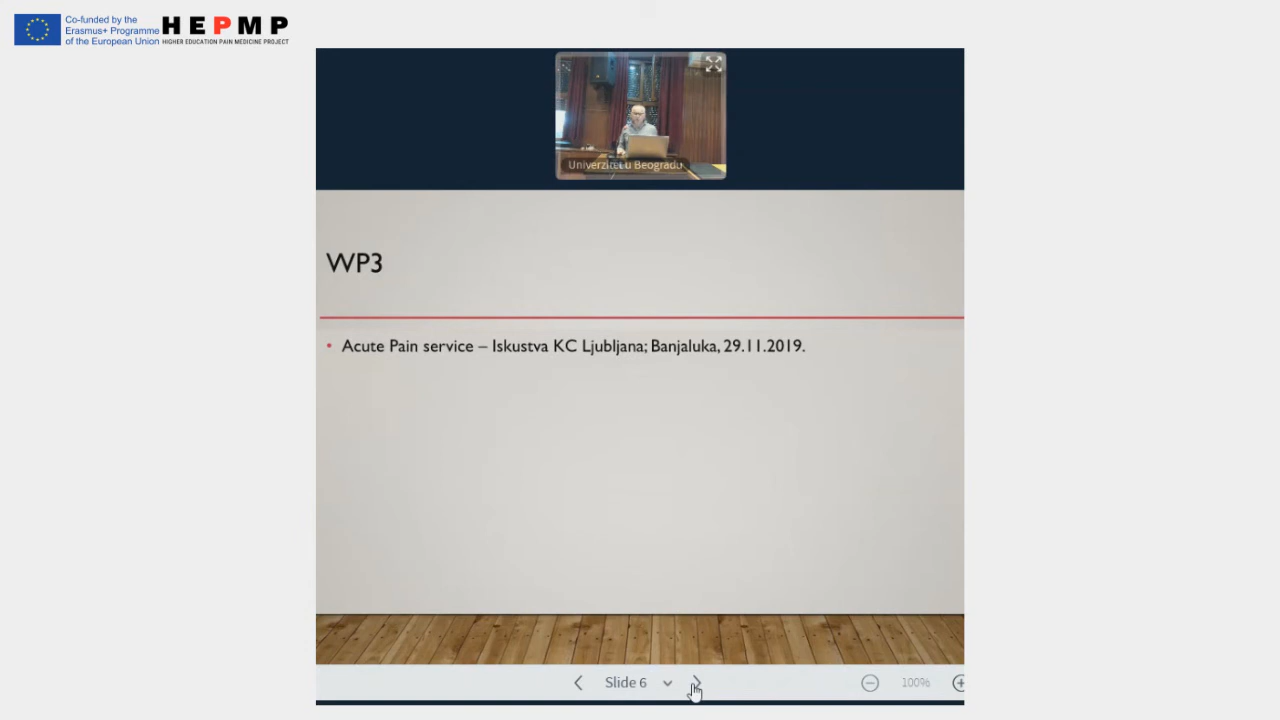 Co-funded by the
Erasmus+ Programme
of the European Union
HEPMP
HIGHER EDUCATION PAIN MEDICINE PROJECT
Univerzitet u Beogradu
WP3
• Acute Pain service – Iskustva KC Ljubljana; Banjaluka, 29.11.2019.
Slide 6
100%